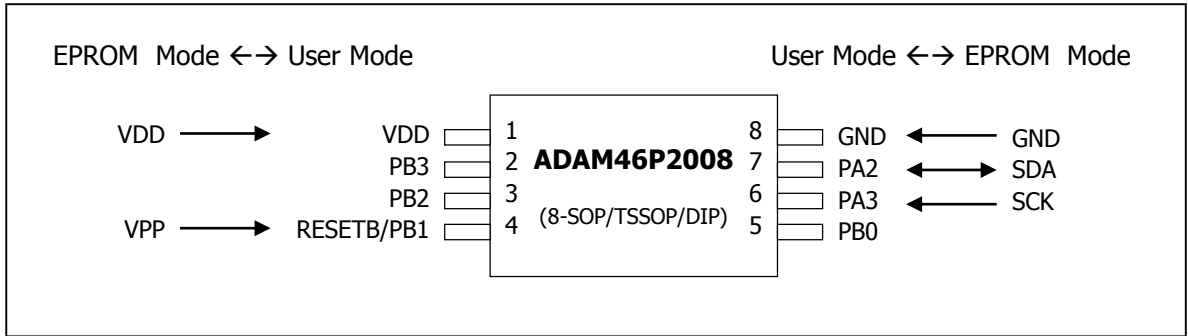 EPROM Mode ←→ User Mode User Mode ←→ EPROM Mode
VDD VDD 1 8 GND GND
PB3 2 ADAM46P2008 7 PA2 SDA
PB2 3 6 PA3 SCK
VPP RESETB/PB1 4 (8-SOP/TSSOP/DIP) 5 PB0